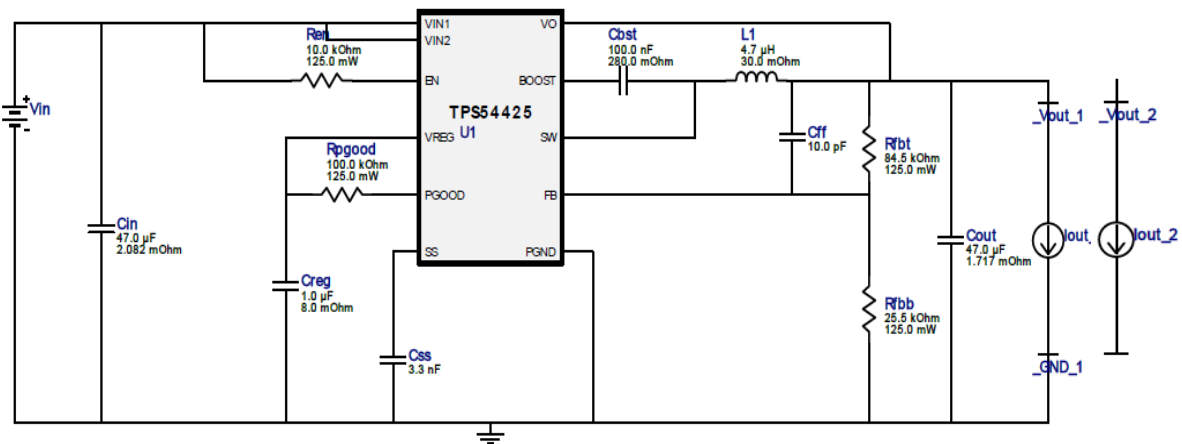 VIN1
VO
VIN2
Ren
10.0 kOhm
125.0 mW
EN
Cbst
100.0 nF
280.0 mOhm
L1
4.7 µH
30.0 mOhm
BOOST
TPS54425
U1
+
Vin
-
VREG
SW
Rpgood
100.0 kOhm
125.0 mW
PGOOD
FB
Cff
10.0 pF
Rfbt
84.5 kOhm
125.0 mW
_Vout_1
_Vout_2
Cin
47.0 µF
2.082 mOhm
SS
PGND
Cout
47.0 µF
1.717 mOhm
Iout_
Iout_2
Creg
1.0 µF
8.0 mOhm
Rfbb
25.5 kOhm
125.0 mW
Css
3.3 nF
_GND_1